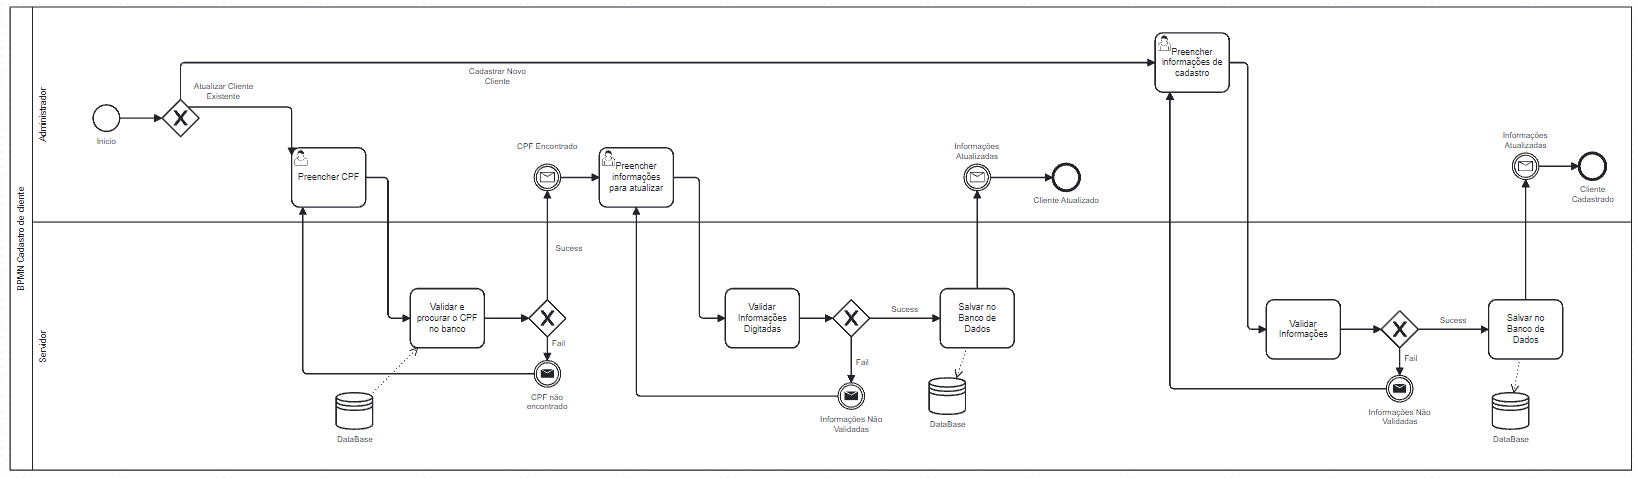 BPMN Cadastro de cliente
Administrador
Inicio
Atualizar Cliente
Existente
Cadastrar Novo
Cliente
Preencher CPF
CPF Encontrado
Preencher
informações
para atualizar
Informações
Atualizadas
Cliente Atualizado
Preencher
informações de
cadastro
Informações
Atualizadas
Cliente
Cadastrado
Servidor
Validar e
procurar o CPF
no banco
Sucess
Fail
CPF não
encontrado
DataBase
Validar
Informações
Digitadas
Sucess
Fail
Informações Não
Validadas
Salvar no
Banco de
Dados
DataBase
Validar
Informações
Sucess
Fail
Informações Não
Validadas
Salvar no
Banco de
Dados
DataBase